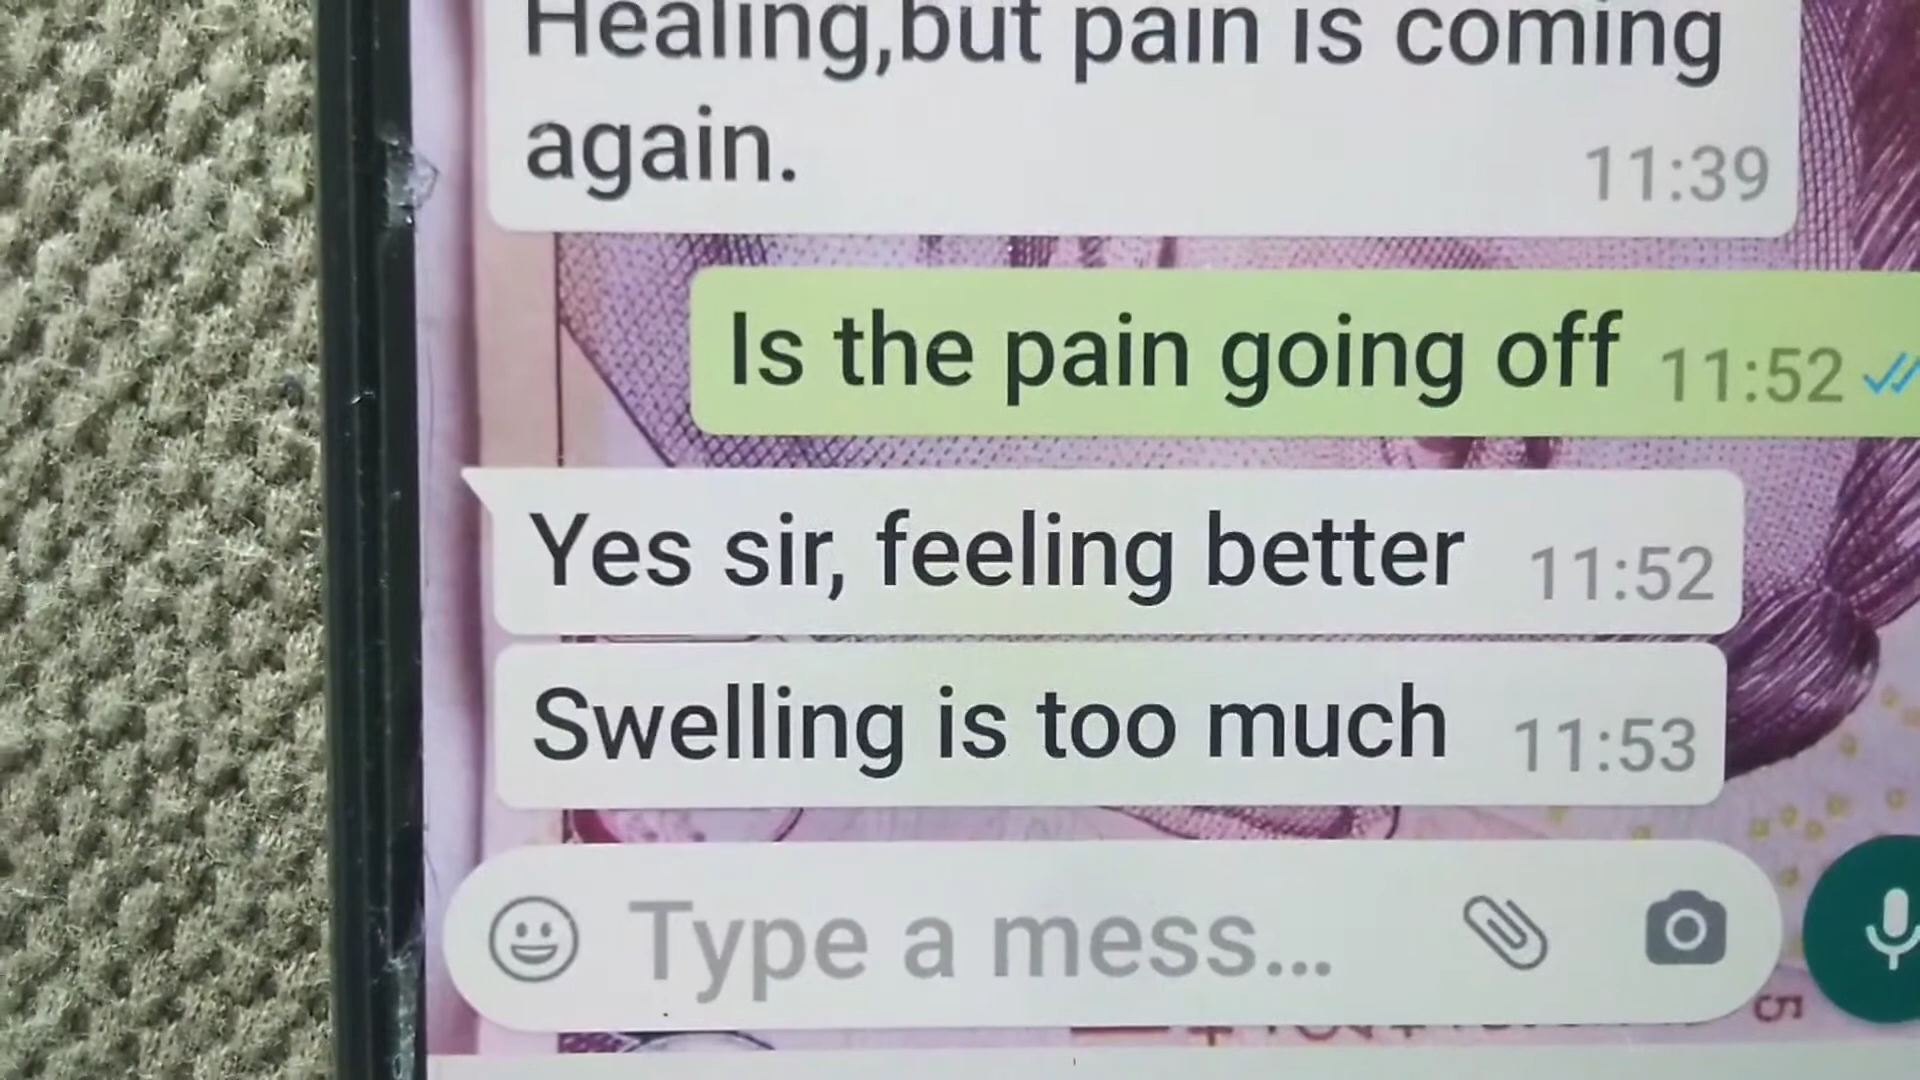 Healing,but pain is coming
again.
11:39
Is the pain going off 11:52
Yes sir, feeling better 11:52
Swelling is too much 11:53
Type a mess...